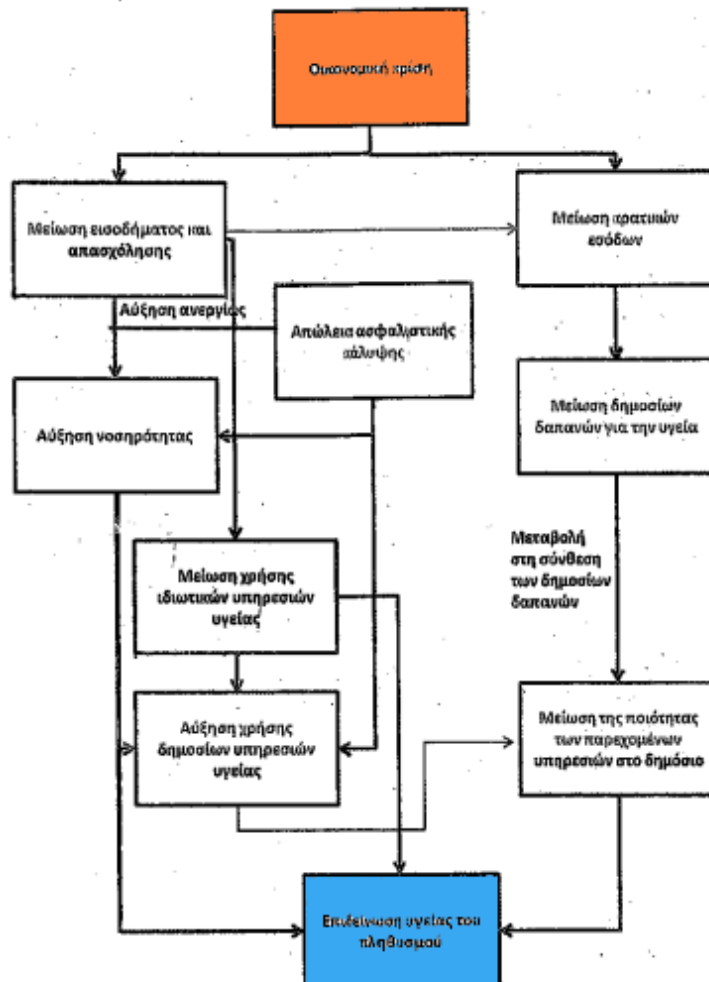 Οικονομική κρίση
Μείωση εισοδήματος και
απασχόλησης
Μείωση κρατικών
εσόδων
Αύξηση ανεργίας
Απώλεια ασφαλιστικής
κάλυψης
Μείωση δημοσίων
δαπανών για την υγεία
Αύξηση νοσηρότητας
Μεταβολή
στη σύνθεση
των δημοσίων
δαπανών
Μείωση χρήσης
ιδιωτικών υπηρεσιών
υγείας
Αύξηση χρήσης
δημοσίων υπηρεσιών
υγείας
Μείωση της ποιότητας
των παρεχομένων
υπηρεσιών στο δημόσιο
Επιδείνωση υγείας του
πληθυσμού